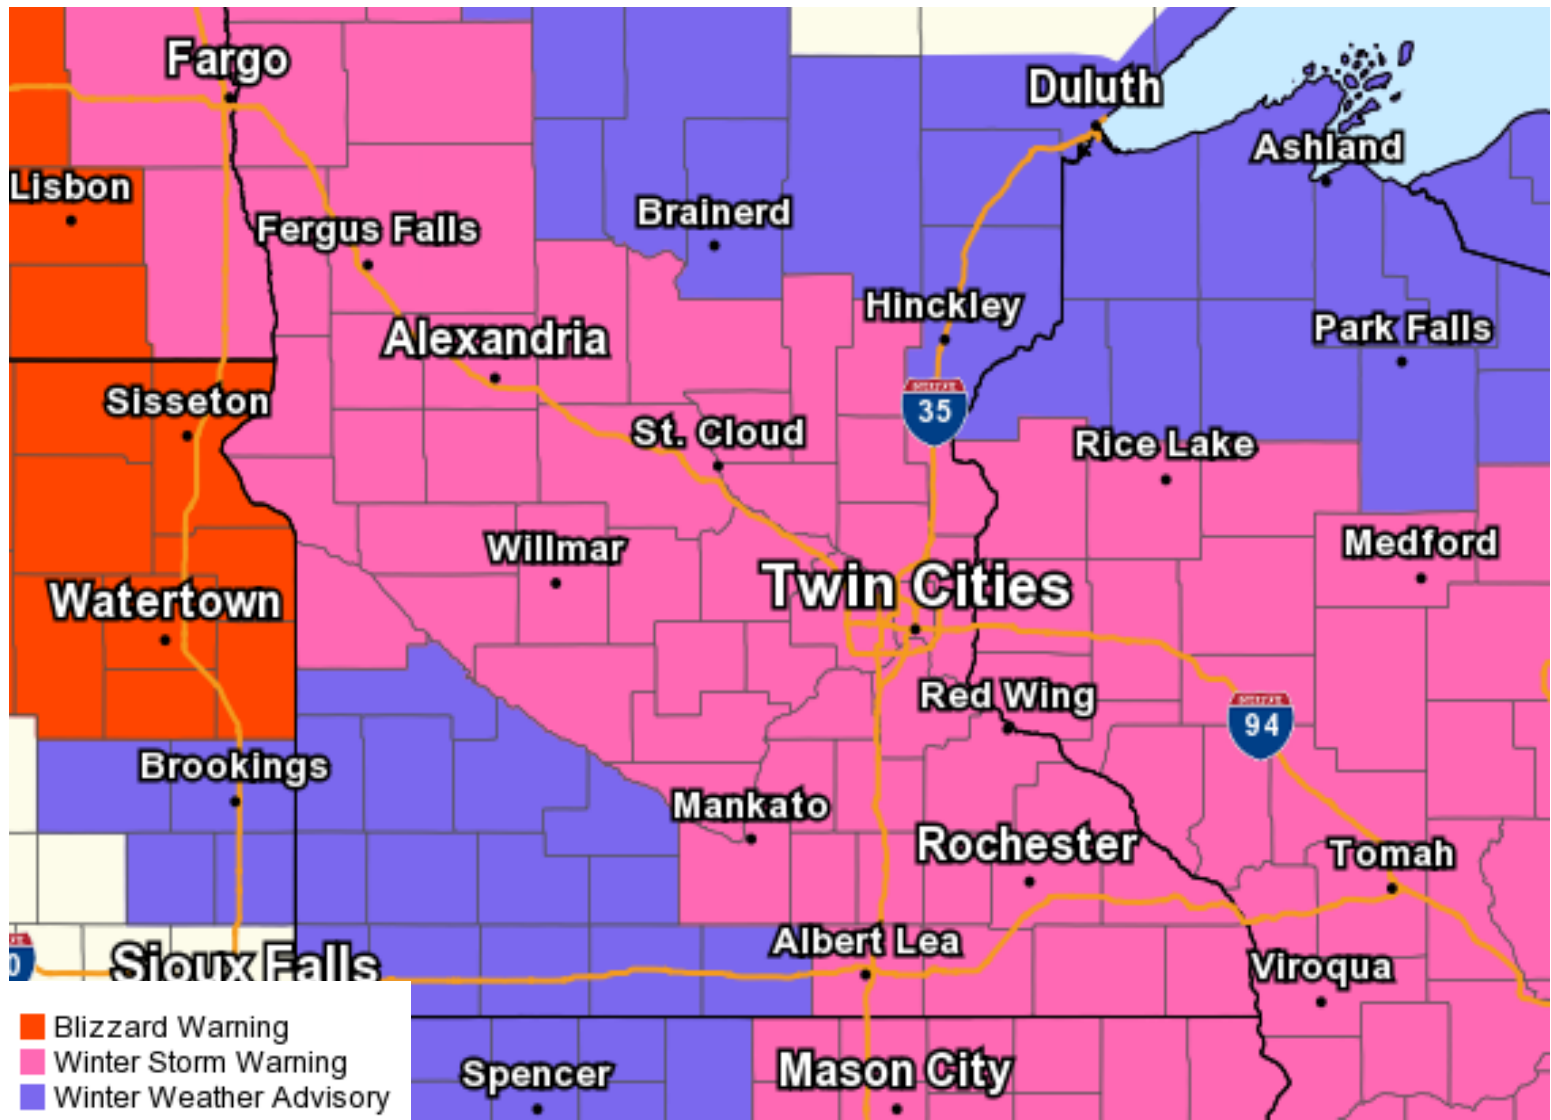 Fargo
Duluth
Ashland
Lisbon
Brainerd
Fergus Falls
Hinckley
Park Falls
Alexandria
Sisseton
35
St. Cloud
Rice Lake
Willmar
Medford
Twin Cities
Watertown
Red Wing
94
Brookings
Mankato
Rochester
Tomah
Albert Lea
Sioux Falls
0
Viroqua
Blizzard Warning
Winter Storm Warning
Winter Weather Advisory
Spencer
Mason City